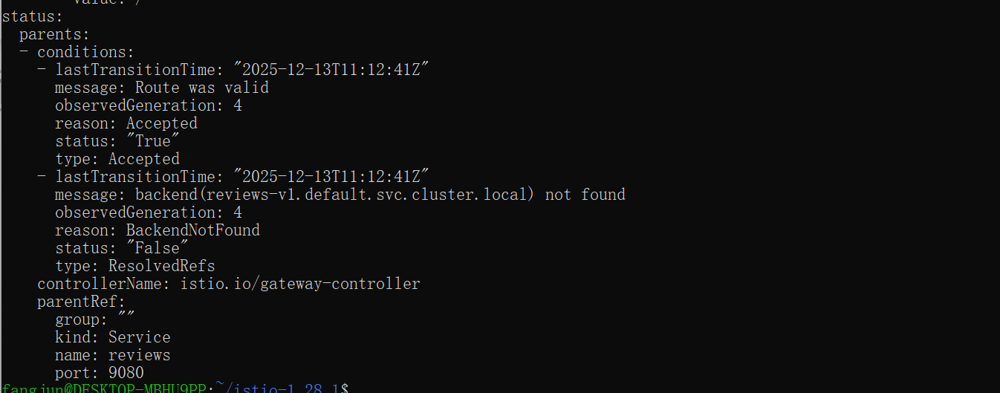 value: /
status:
  parents:
  - conditions:
    - lastTransitionTime: "2025-12-13T11:12:41Z"
      message: Route was valid
      observedGeneration: 4
      reason: Accepted
      status: "True"
      type: Accepted
    - lastTransitionTime: "2025-12-13T11:12:41Z"
      message: backend(reviews-v1.default.svc.cluster.local) not found
      observedGeneration: 4
      reason: BackendNotFound
      status: "False"
      type: ResolvedRefs
    controllerName: istio.io/gateway-controller
    parentRef:
      group: ""
      kind: Service
      name: reviews
      port: 9080
fangjun@DESKTOP-MBHU9PP:~/istio-1.28.1$